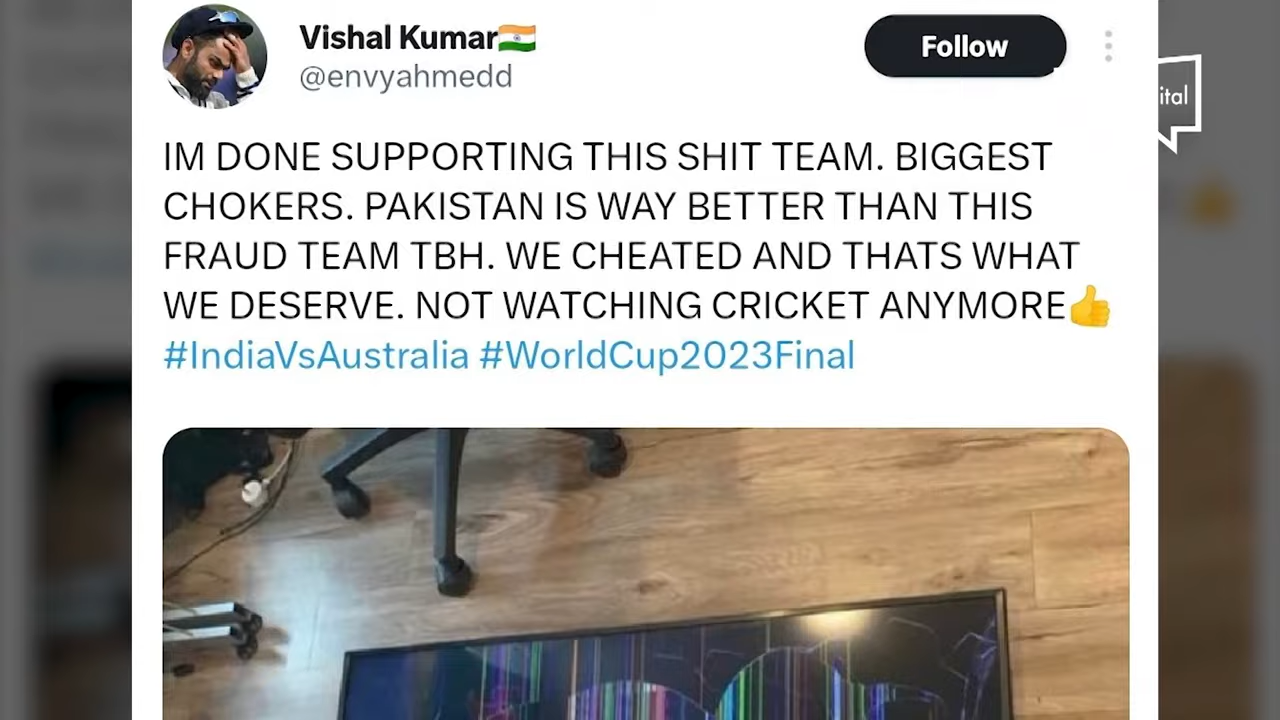 Vishal Kumar🇮🇳
@envyahmedd
Follow
ital
IM DONE SUPPORTING THIS SHIT TEAM. BIGGEST
CHOKERS. PAKISTAN IS WAY BETTER THAN THIS
FRAUD TEAM TBH. WE CHEATED AND THATS WHAT
WE DESERVE. NOT WATCHING CRICKET ANYMORE👍
#IndiaVsAustralia #WorldCup2023Final